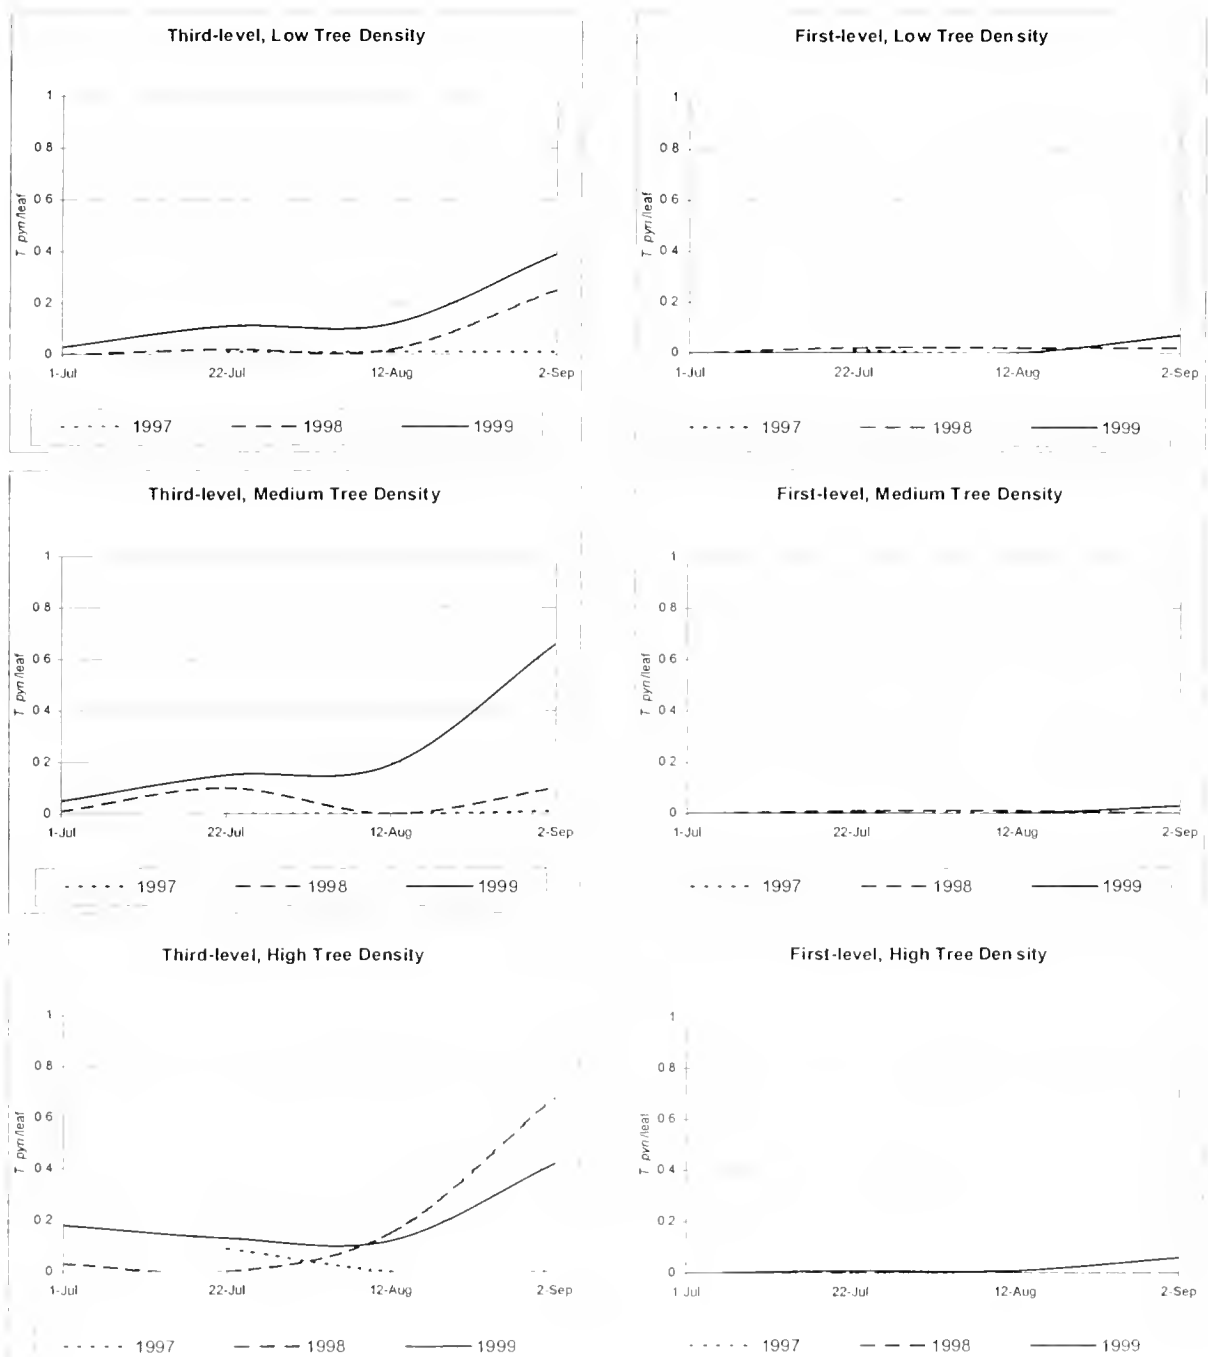 Third-level, Low Tree Density
1
0.8
0.6
0.4
0.2
0
T pyri/leaf
1-Jul 22-Jul 12-Aug 2-Sep
1997 1998 1999
First-level, Low Tree Density
1
0.8
0.6
0.4
0.2
0
T pyri/leaf
1-Jul 22-Jul 12-Aug 2-Sep
1997 1998 1999
Third-level, Medium Tree Density
1
0.8
0.6
0.4
0.2
0
T pyri/leaf
1-Jul 22-Jul 12-Aug 2-Sep
1997 1998 1999
First-level, Medium Tree Density
1
0.8
0.6
0.4
0.2
0
T pyri/leaf
1-Jul 22-Jul 12-Aug 2-Sep
1997 1998 1999
Third-level, High Tree Density
1
0.8
0.6
0.4
0.2
0
T pyri/leaf
1-Jul 22-Jul 12-Aug 2-Sep
1997 1998 1999
First-level, High Tree Density
1
0.8
0.6
0.4
0.2
0
T pyri/leaf
1 Jul 22-Jul 12-Aug 2-Sep
1997 1998 1999